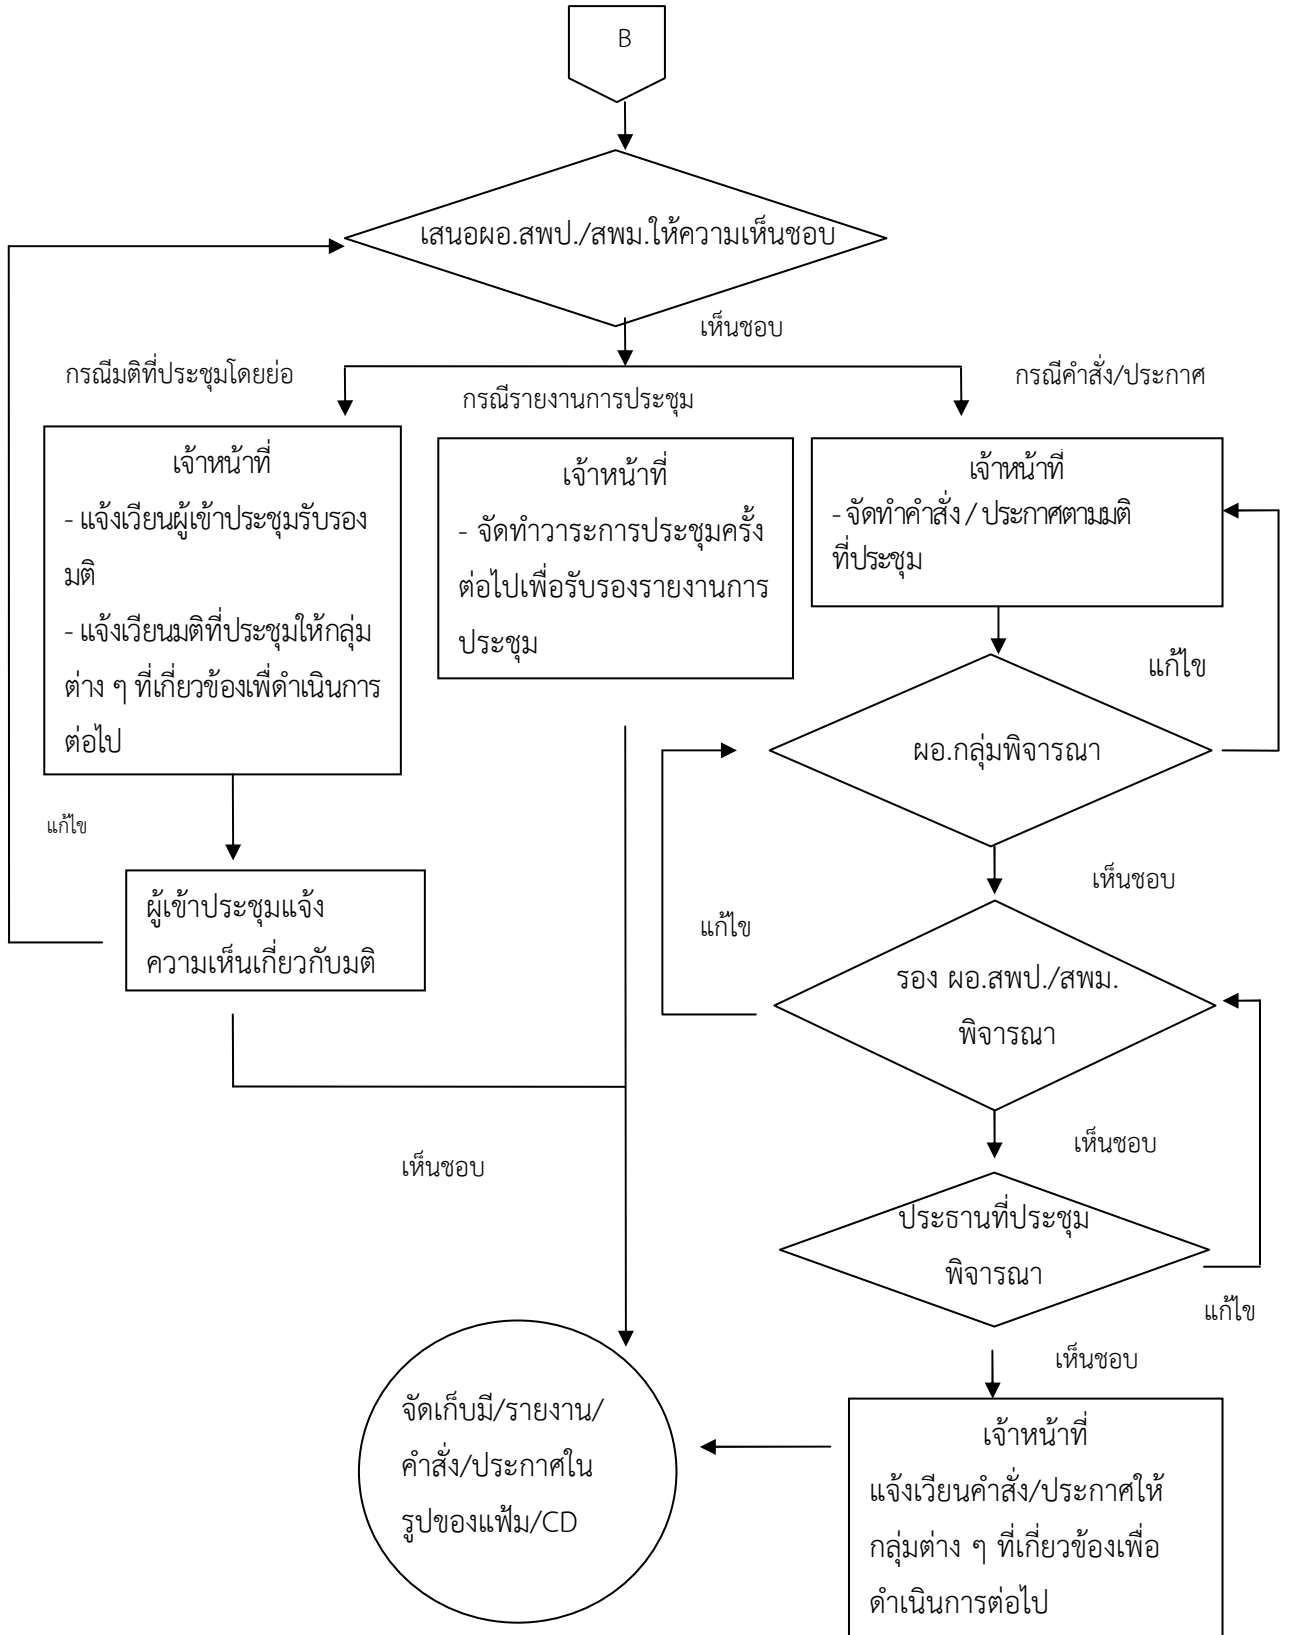 B
เสนอผอ.สพป./สพม.ให้ความเห็นชอบ
เห็นชอบ
กรณีมติที่ประชุมโดยย่อ
กรณีรายงานการประชุม
กรณีคำสั่ง/ประกาศ
เจ้าหน้าที่
- แจ้งเวียนผู้เข้าประชุมรับรอง
มติ
- แจ้งเวียนมติที่ประชุมให้กลุ่ม
ต่าง ๆ ที่เกี่ยวข้องเพื่ดำเนินการ
ต่อไป
เจ้าหน้าที่
- จัดทำวาระการประชุมครั้ง
ต่อไปเพื่อรับรองรายงานการ
ประชุม
เจ้าหน้าที่
- จัดทำคำสั่ง / ประกาศตามมติ
ที่ประชุม
แก้ไข
ผอ.กลุ่มพิจารณา
แก้ไข
ผู้เข้าประชุมแจ้ง
ความเห็นเกี่ยวกับมติ
เห็นชอบ
แก้ไข
รอง ผอ.สพป./สพม.
พิจารณา
เห็นชอบ
เห็นชอบ
ประธานที่ประชุม
พิจารณา
แก้ไข
เห็นชอบ
จัดเก็บมี/รายงาน/
คำสั่ง/ประกาศใน
รูปของแฟ้ม/CD
เจ้าหน้าที่
แจ้งเวียนคำสั่ง/ประกาศให้
กลุ่มต่าง ๆ ที่เกี่ยวข้องเพื่อ
ดำเนินการต่อไป